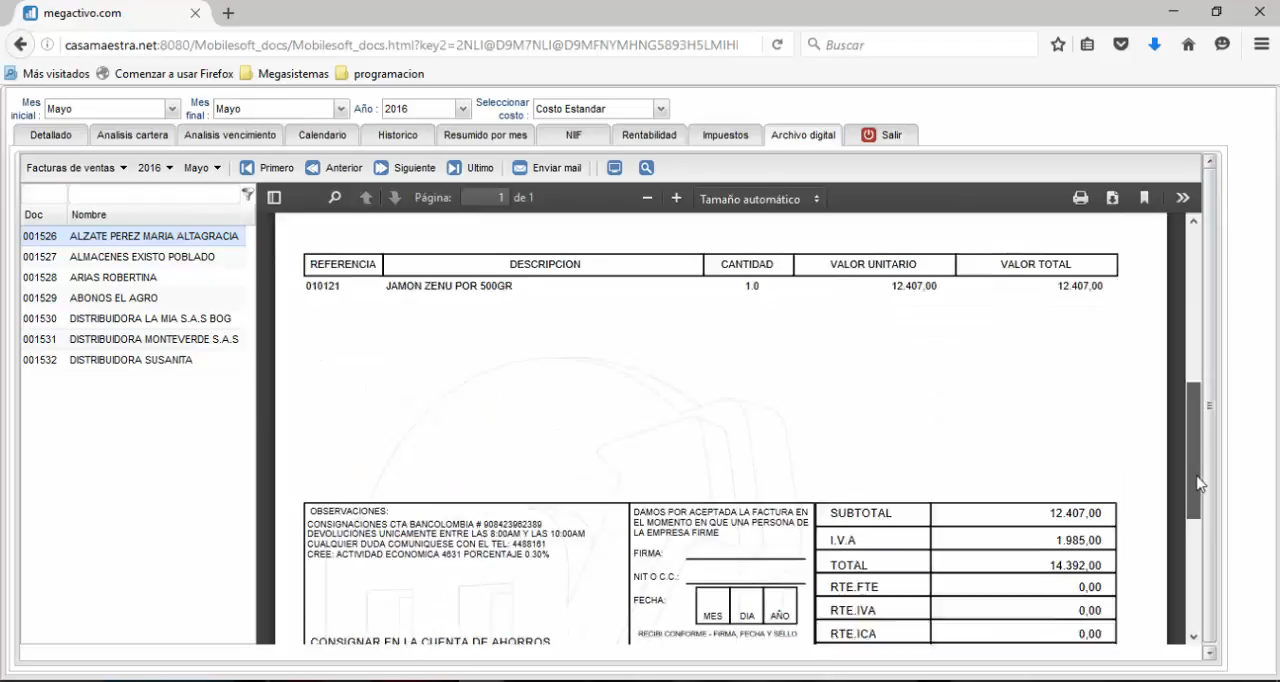 megactivo.com
casamaestra.net:8080/Mobilesoft_docs/Mobilesoft_docs.html?key2=2NLI@D9M7NLI@D9MFNYMHNG5893H5LMIHI
Buscar
Más visitados Comenzar a usar Firefox Megasistemas programacion
Mes inicial : Mayo Mes final : Mayo Año : 2016 Seleccionar costo : Costo Estandar
Detallado Analisis cartera Analisis vencimiento Calendario Historico Resumido por mes NIIF Rentabilidad Impuestos Archivo digital Salir
Facturas de ventas 2016 Mayo Primero Anterior Siguiente Ultimo Enviar mail
Página: 1 de 1 Tamaño automático
Doc Nombre
001526 ALZATE PEREZ MARIA ALTAGRACIA
001527 ALMACENES EXISTO POBLADO
001528 ARIAS ROBERTINA
001529 ABONOS EL AGRO
001530 DISTRIBUIDORA LA MIA S.A.S BOG
001531 DISTRIBUIDORA MONTEVERDE S.A.S
001532 DISTRIBUIDORA SUSANITA
REFERENCIA DESCRIPCION CANTIDAD VALOR UNITARIO VALOR TOTAL
010121 JAMON ZENU POR 500GR 1.0 12.407,00 12.407,00
OBSERVACIONES:
CONSIGNACIONES CTA BANCOLOMBIA # 908423962389
DEVOLUCIONES UNICAMENTE ENTRE LAS 8:00AM Y LAS 10:00AM
CUALQUIER DUDA COMUNIQUESE CON EL TEL: 4488161
CREE: ACTIVIDAD ECONOMICA 4631 PORCENTAJE 0.30%
CONSIGNAR EN LA CUENTA DE AHORROS
DAMOS POR ACEPTADA LA FACTURA EN
EL MOMENTO EN QUE UNA PERSONA DE
LA EMPRESA FIRME
FIRMA:
NIT O C.C.:
FECHA:
MES DIA AÑO
RECIBI CONFORME - FIRMA, FECHA Y SELLO
SUBTOTAL 12.407,00
I.V.A 1.985,00
TOTAL 14.392,00
RTE.FTE 0,00
RTE.IVA 0,00
RTE.ICA 0,00